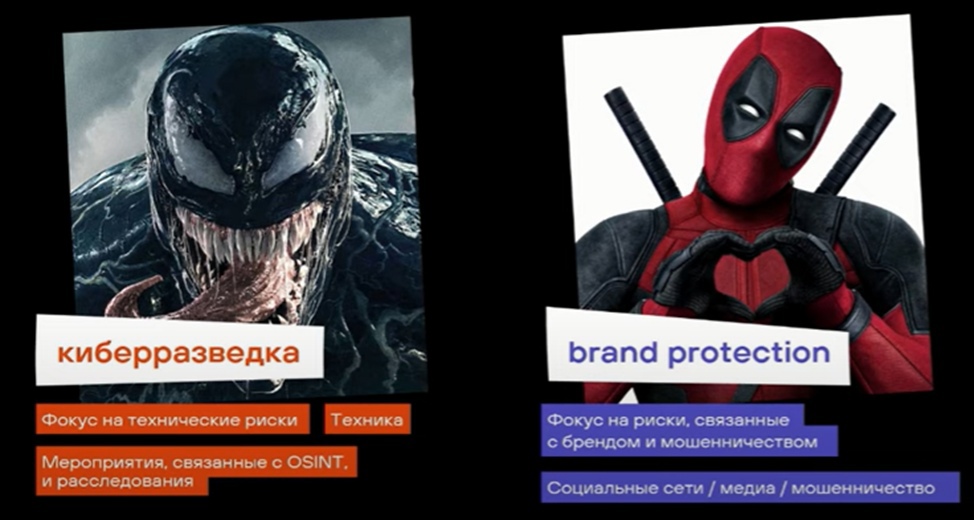 киберразведка
Фокус на технические риски
Техника
Мероприятия, связанные с OSINT,
и расследования
brand protection
Фокус на риски, связанные
с брендом и мошенничеством
Социальные сети / медиа / мошенничество